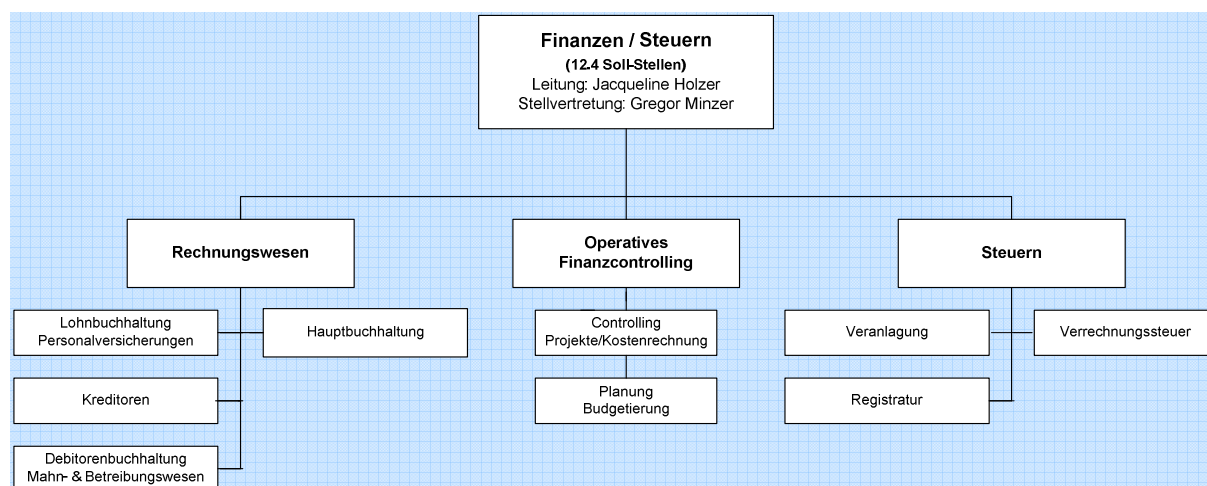 Finanzen / Steuern
(12.4 Soll-Stellen)
Leitung: Jacqueline Holzer
Stellvertretung: Gregor Minzer
Rechnungswesen
Operatives
Finanzcontrolling
Steuern
Lohnbuchhaltung
Personalversicherungen
Hauptbuchhaltung
Controlling
Projekte/Kostenrechnung
Veranlagung
Verrechnungssteuer
Kreditoren
Planung
Budgetierung
Registratur
Debitorenbuchhaltung
Mahn- & Betreibungswesen